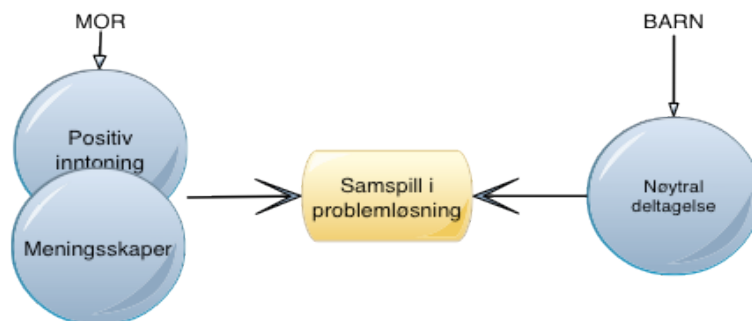 MOR
BARN
Positiv
inntoning
Meningsskaper
Samspill i
problemløsning
Nøytral
deltagelse